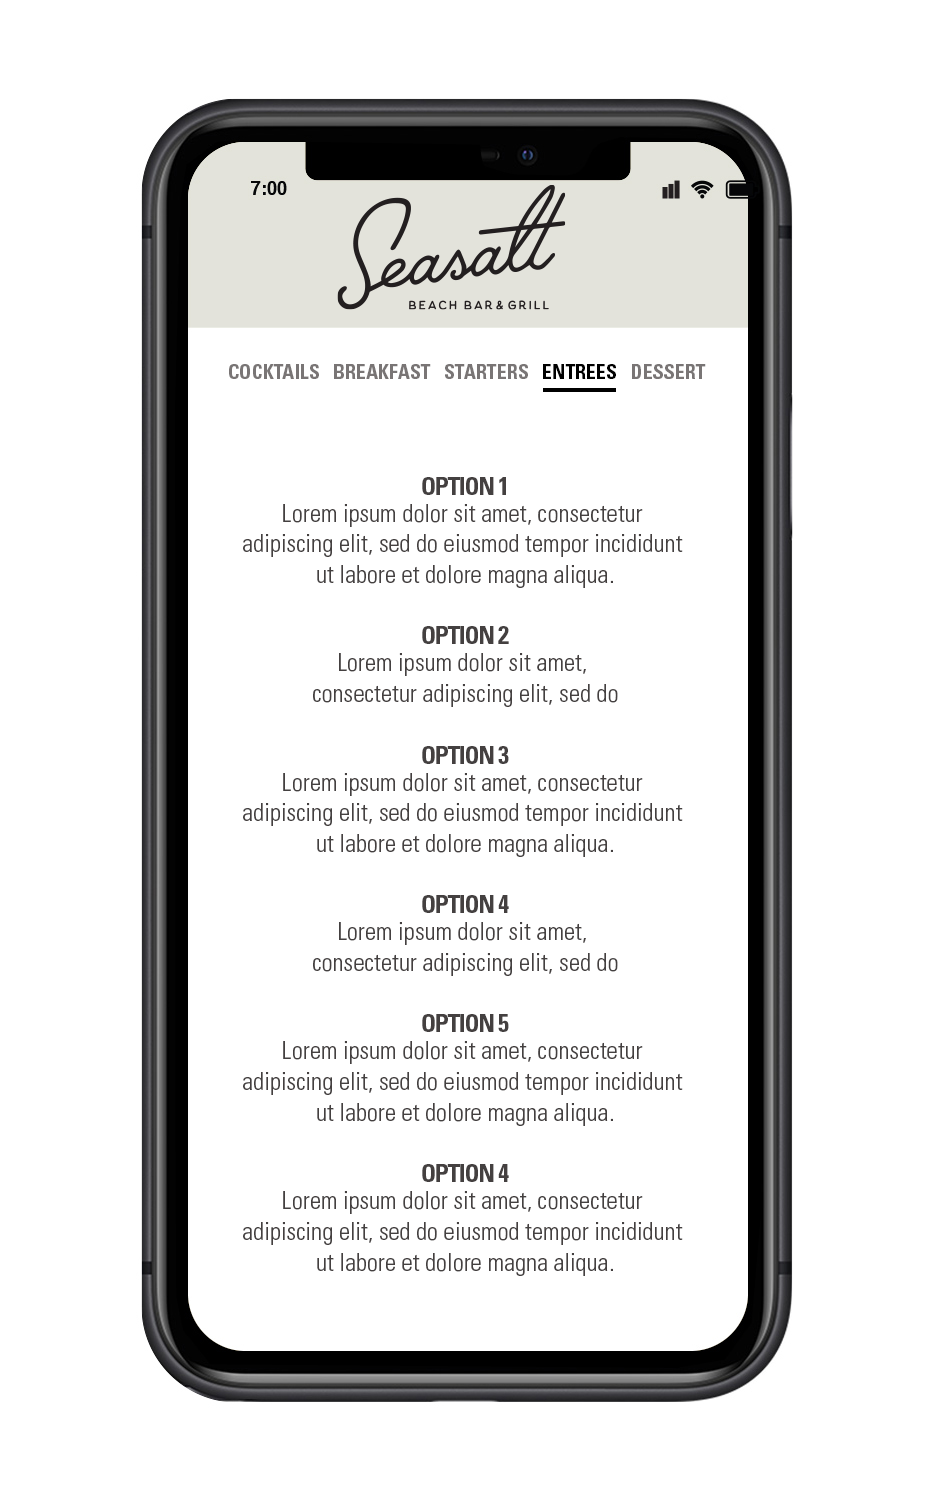 7:00
Seasalt
BEACH BAR & GRILL
COCKTAILS BREAKFAST STARTERS ENTREES DESSERT
OPTION 1
Lorem ipsum dolor sit amet, consectetur
adipiscing elit, sed do eiusmod tempor incididunt
ut labore et dolore magna aliqua.
OPTION 2
Lorem ipsum dolor sit amet,
consectetur adipiscing elit, sed do
OPTION 3
Lorem ipsum dolor sit amet, consectetur
adipiscing elit, sed do eiusmod tempor incididunt
ut labore et dolore magna aliqua.
OPTION 4
Lorem ipsum dolor sit amet,
consectetur adipiscing elit, sed do
OPTION 5
Lorem ipsum dolor sit amet, consectetur
adipiscing elit, sed do eiusmod tempor incididunt
ut labore et dolore magna aliqua.
OPTION 4
Lorem ipsum dolor sit amet, consectetur
adipiscing elit, sed do eiusmod tempor incididunt
ut labore et dolore magna aliqua.